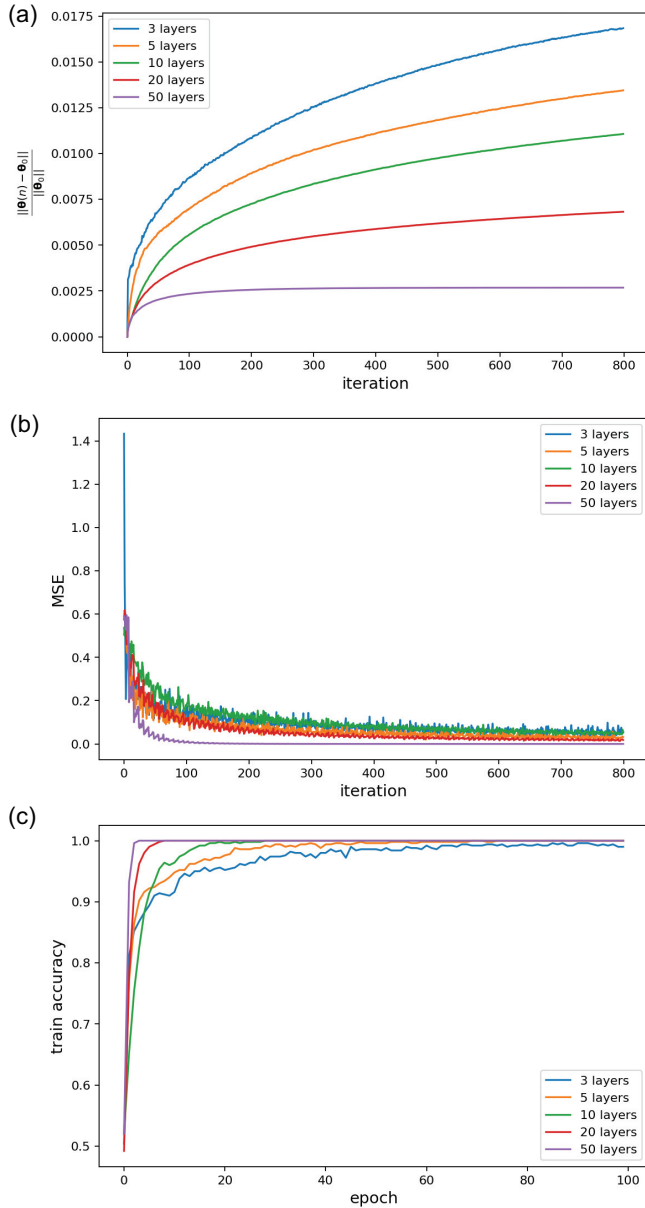 (a)
0.0175
0.0150
0.0125
0.0100
0.0075
0.0050
0.0025
0.0000
||θ(n) − θ₀||
||θ₀||
3 layers
5 layers
10 layers
20 layers
50 layers
0 100 200 300 400 500 600 700 800
iteration
(b)
1.4
1.2
1.0
0.8
0.6
0.4
0.2
0.0
MSE
3 layers
5 layers
10 layers
20 layers
50 layers
0 100 200 300 400 500 600 700 800
iteration
(c)
1.0
0.9
0.8
0.7
0.6
0.5
train accuracy
3 layers
5 layers
10 layers
20 layers
50 layers
0 20 40 60 80 100
epoch